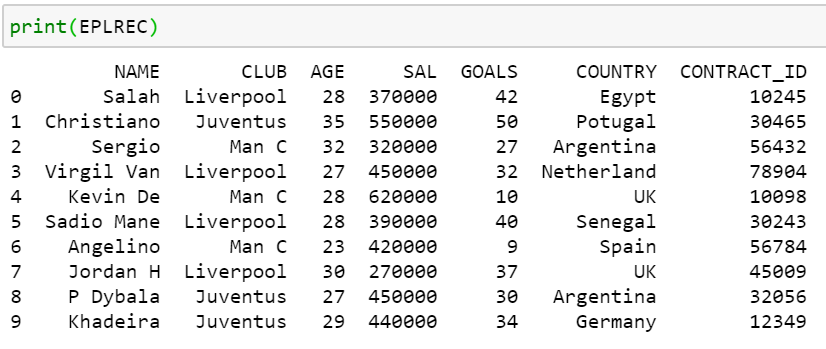 print(EPLREC)
NAME CLUB AGE SAL GOALS COUNTRY CONTRACT_ID
0 Salah Liverpool 28 370000 42 Egypt 10245
1 Christiano Juventus 35 550000 50 Potugal 30465
2 Sergio Man C 32 320000 27 Argentina 56432
3 Virgil Van Liverpool 27 450000 32 Netherland 78904
4 Kevin De Man C 28 620000 10 UK 10098
5 Sadio Mane Liverpool 28 390000 40 Senegal 30243
6 Angelino Man C 23 420000 9 Spain 56784
7 Jordan H Liverpool 30 270000 37 UK 45009
8 P Dybala Juventus 27 450000 30 Argentina 32056
9 Khadeira Juventus 29 440000 34 Germany 12349